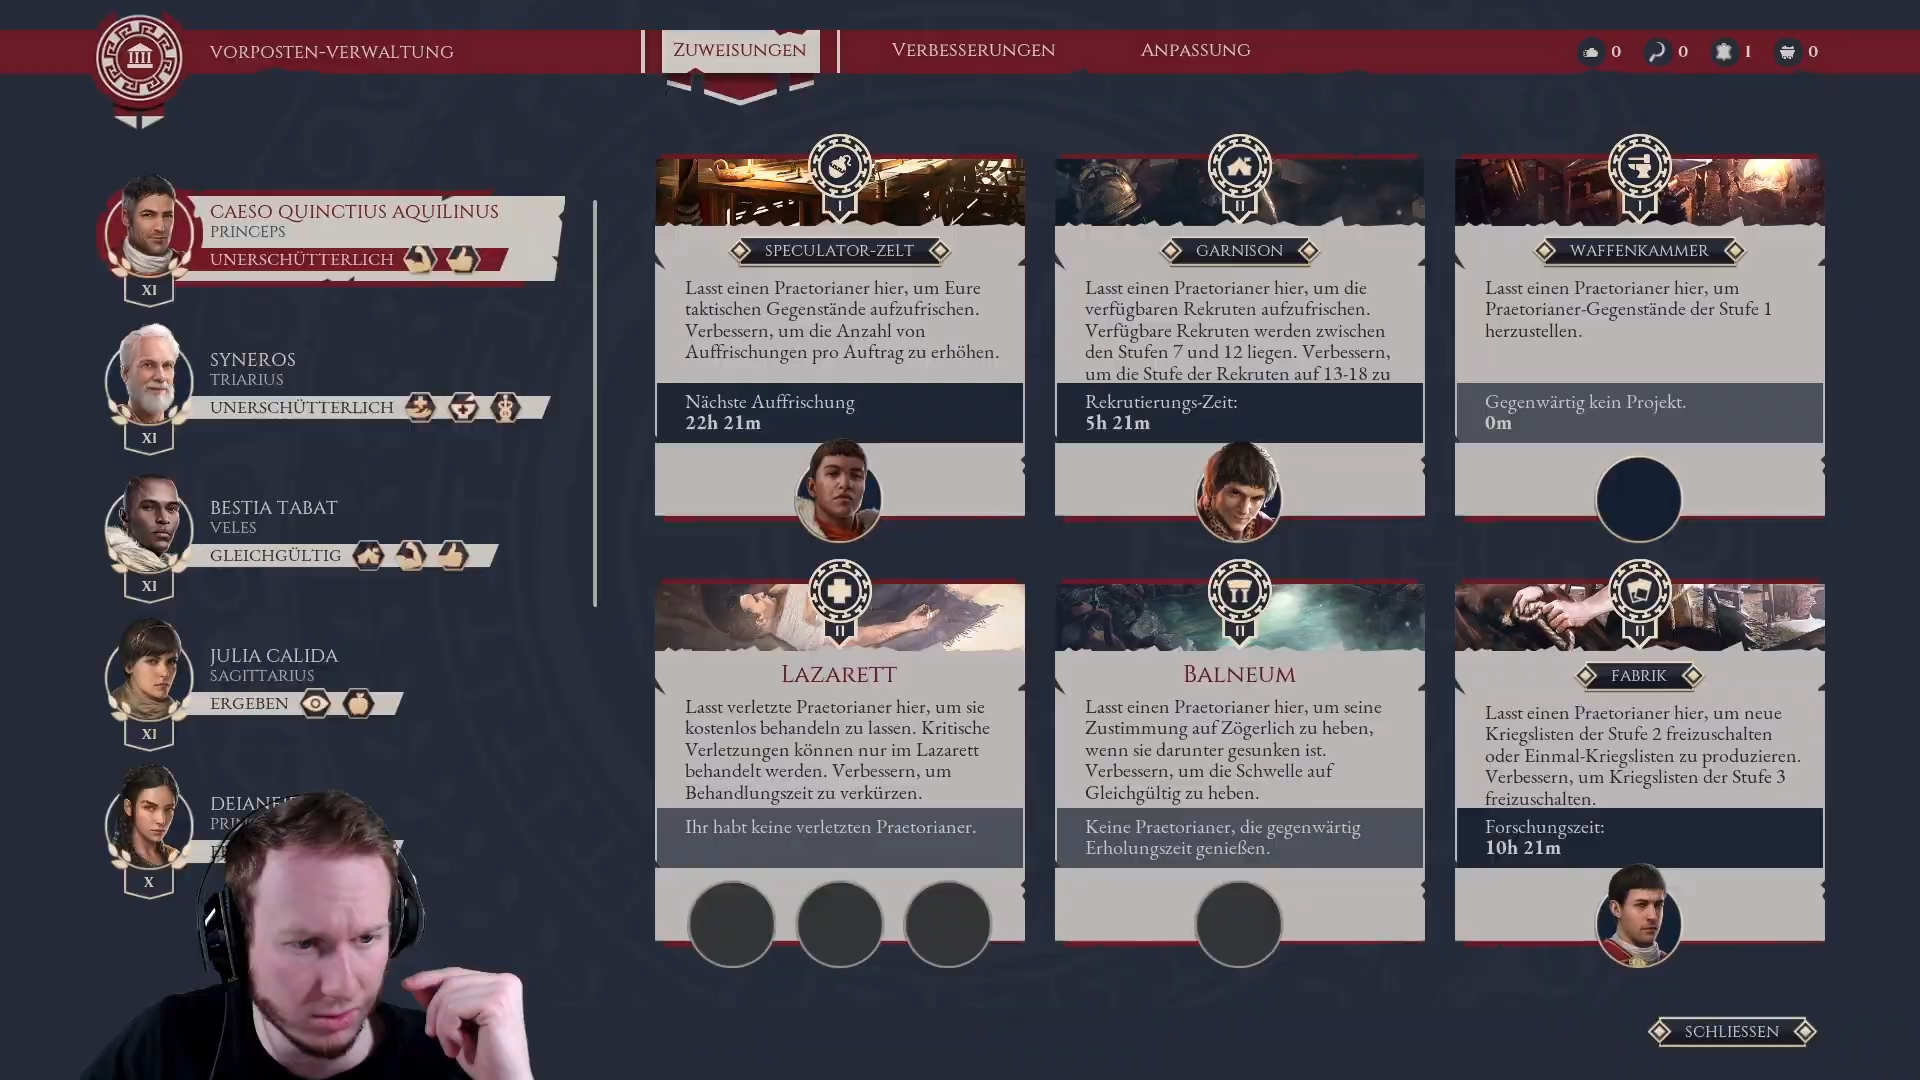 VORPOSTEN-VERWALTUNG
ZUWEISUNGEN
VERBESSERUNGEN
ANPASSUNG
0
0
1
0
CAESO QUINCTIUS AQUILINUS
PRINCEPS
UNERSCHÜTTERLICH
XI
SYNEROS
TRIARIUS
UNERSCHÜTTERLICH
XI
BESTIA TABAT
VELES
GLEICHGÜLTIG
XI
JULIA CALIDA
SAGITTARIUS
ERGEBEN
XI
X
I
SPECULATOR-ZELT
Lasst einen Praetorianer hier, um Eure
taktischen Gegenstände aufzufrischen.
Verbessern, um die Anzahl von
Auffrischungen pro Auftrag zu erhöhen.
Nächste Auffrischung
22h 21m
II
GARNISON
Lasst einen Praetorianer hier, um die
verfügbaren Rekruten aufzufrischen.
Verfügbare Rekruten werden zwischen
den Stufen 7 und 12 liegen. Verbessern,
um die Stufe der Rekruten auf 13-18 zu
Rekrutierungs-Zeit:
5h 21m
I
WAFFENKAMMER
Lasst einen Praetorianer hier, um
Praetorianer-Gegenstände der Stufe 1
herzustellen.
Gegenwärtig kein Projekt.
0m
II
LAZARETT
Lasst verletzte Praetorianer hier, um sie
kostenlos behandeln zu lassen. Kritische
Verletzungen können nur im Lazarett
behandelt werden. Verbessern, um
Behandlungszeit zu verkürzen.
Ihr habt keine verletzten Praetorianer.
II
BALNEUM
Lasst einen Praetorianer hier, um seine
Zustimmung auf Zögerlich zu heben,
wenn sie darunter gesunken ist.
Verbessern, um die Schwelle auf
Gleichgültig zu heben.
Keine Praetorianer, die gegenwärtig
Erholungszeit genießen.
II
FABRIK
Lasst einen Praetorianer hier, um neue
Kriegslisten der Stufe 2 freizuschalten
oder Einmal-Kriegslisten zu produzieren.
Verbessern, um Kriegslisten der Stufe 3
freizuschalten.
Forschungszeit:
10h 21m
SCHLIESSEN